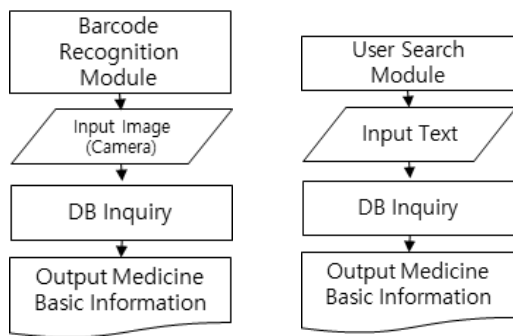 Barcode
Recognition
Module
Input Image
(Camera)
DB Inquiry
Output Medicine
Basic Information
User Search
Module
Input Text
DB Inquiry
Output Medicine
Basic Information